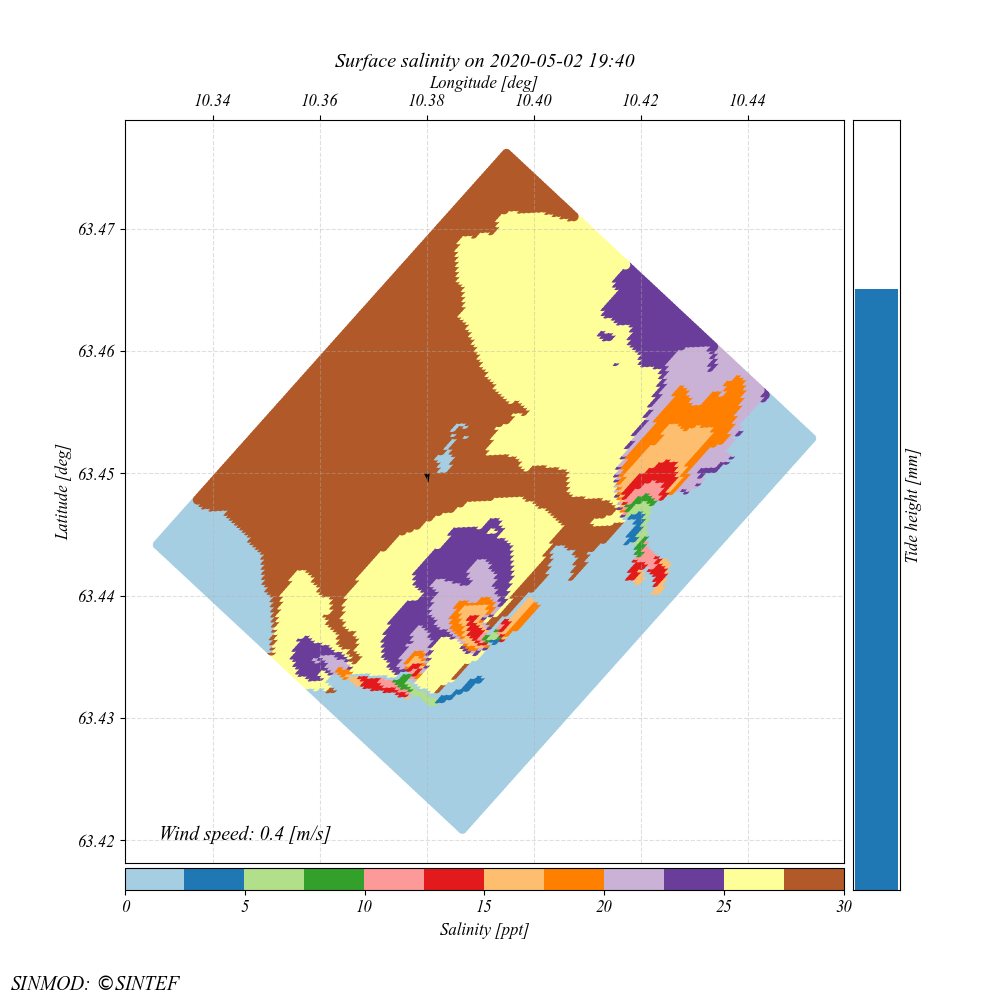 Surface salinity on 2020-05-02 19:40
Longitude [deg]
10.34 10.36 10.38 10.40 10.42 10.44
63.47
63.46
63.45
63.44
63.43
63.42
Latitude [deg]
Tide height [mm]
Wind speed: 0.4 [m/s]
0 5 10 15 20 25 30
Salinity [ppt]
SINMOD: ©SINTEF